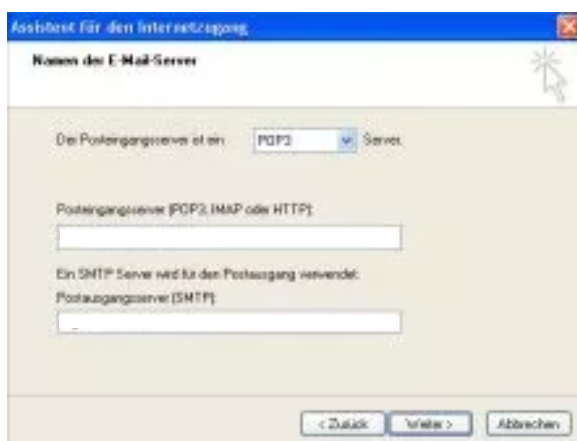 Assistent für den Internetzugang
Namen der E-Mail-Server
Der Posteingangsserver ist ein POP3 Server.
Posteingangsserver (POP3, IMAP oder HTTP):
Ein SMTP Server wird für den Postausgang verwendet.
Postausgangsserver (SMTP):
< Zurück Weiter > Abbrechen